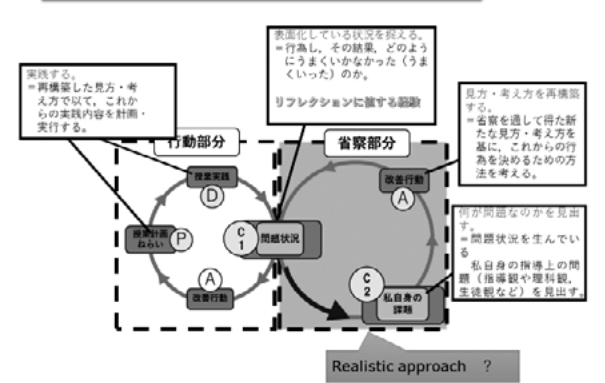 表面化している状況を捉える。
＝行為し，その結果，どのよう
にうまくいかなかった（うま
くいった）のか。
リフレクションに値する経験
実践する。
＝再構築した見方・考
え方で以て，これか
らの実践内容を計画・
実行する。
見方・考え方を再構築
する。
＝省察を通して得た新
たな見方・考え方を
基に，これからの行
為を決めるための方
法を考える。
行動部分
省察部分
授業実践
D
改善行動
A
授業計画
ねらい
P
C
1
問題状況
何が問題なのかを見出
す。
＝問題状況を生んでい
る
私自身の指導上の問
題（指導観や理科観，
生徒観など）を見出す。
A
改善行動
C
2
私自身の
課題
Realistic approach ？